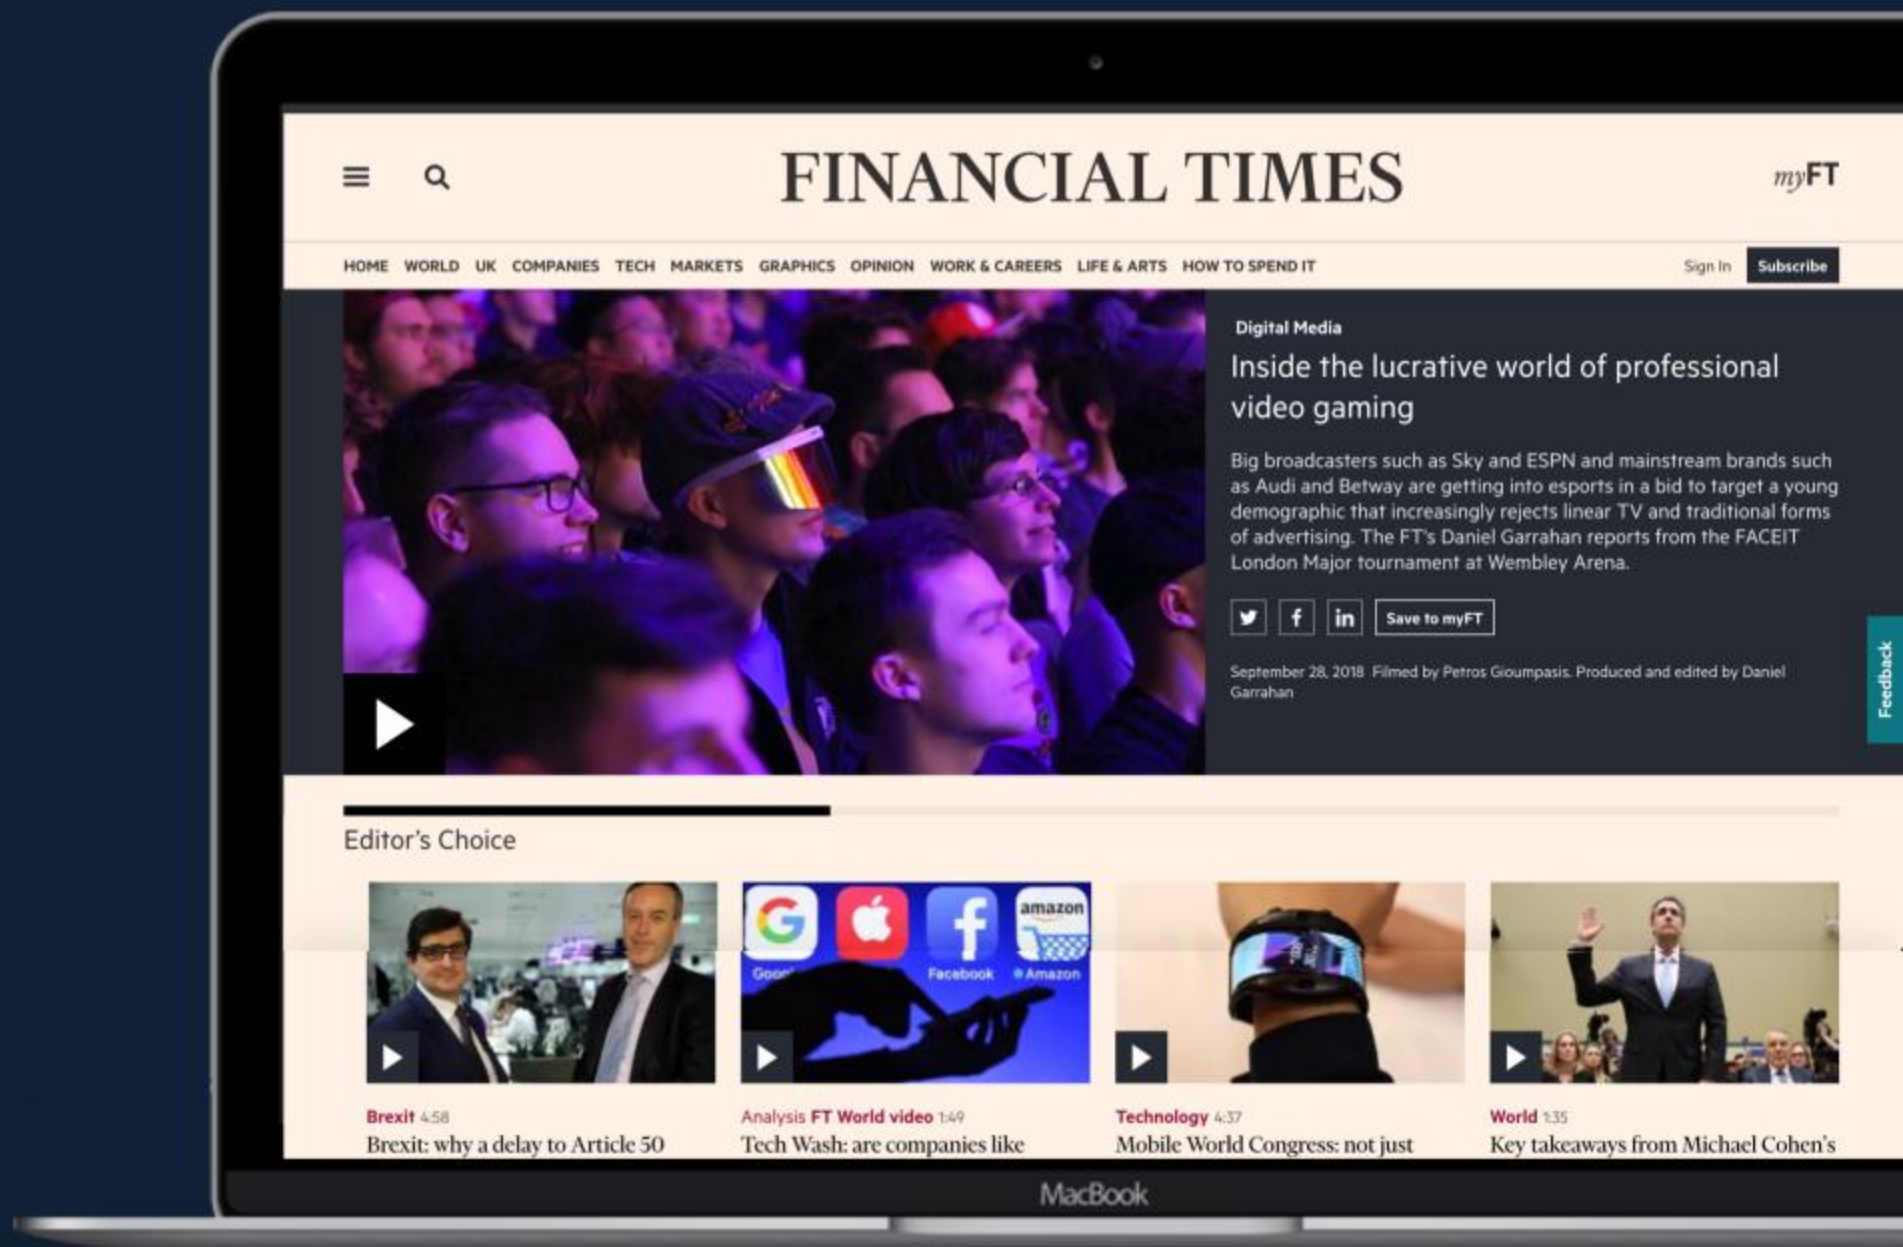 FINANCIAL TIMES
myFT
HOME WORLD UK COMPANIES TECH MARKETS GRAPHICS OPINION WORK & CAREERS LIFE & ARTS HOW TO SPEND IT
Sign In Subscribe
Digital Media
Inside the lucrative world of professional
video gaming
Big broadcasters such as Sky and ESPN and mainstream brands such
as Audi and Betway are getting into esports in a bid to target a young
demographic that increasingly rejects linear TV and traditional forms
of advertising. The FT's Daniel Garrahan reports from the FACEIT
London Major tournament at Wembley Arena.
f in Save to myFT
September 28, 2018 Filmed by Petros Gioumpasis. Produced and edited by Daniel
Garrahan
Feedback
Editor's Choice
G f amazon
Facebook Amazon
Brexit 4:58
Brexit: why a delay to Article 50
Analysis FT World video 1:49
Tech Wash: are companies like
Technology 4:37
Mobile World Congress: not just
World 1:35
Key takeaways from Michael Cohen's
MacBook